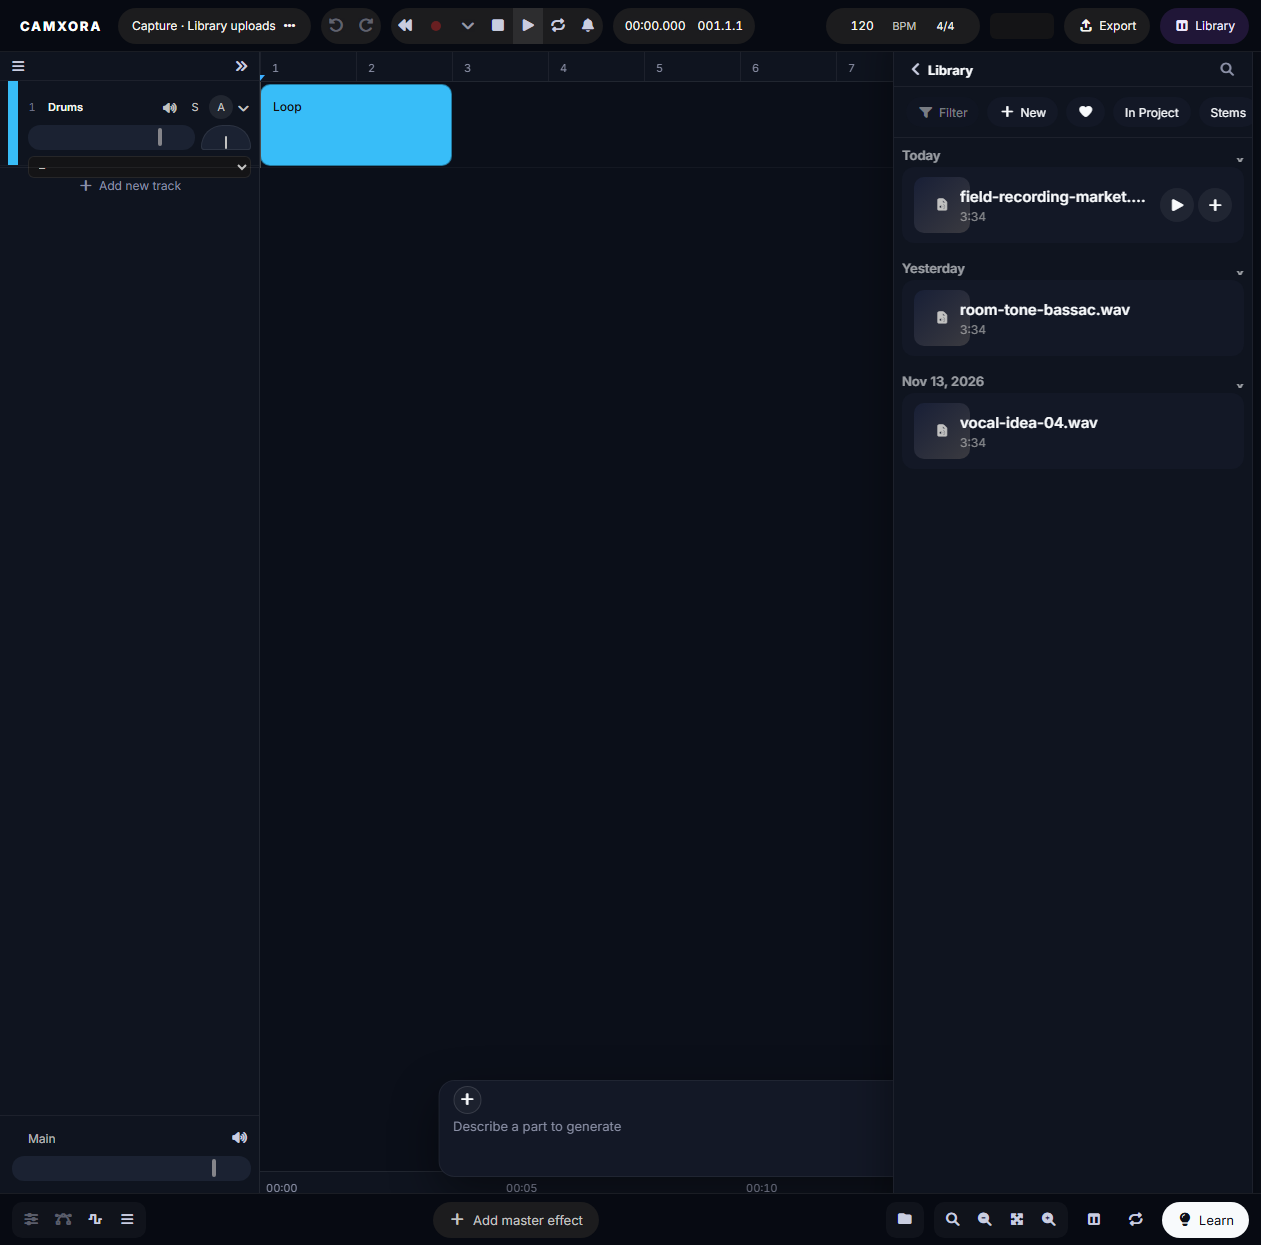 CAMXORA
Capture · Library uploads •••
00:00.000 001.1.1
120 BPM 4/4
Export
Library
1 2 3 4 5 6 7
Library
1 Drums S A
Loop
Filter
New
In Project
Stems
–
Add new track
Today
field-recording-market....
3:34
Yesterday
room-tone-bassac.wav
3:34
Nov 13, 2026
vocal-idea-04.wav
3:34
Describe a part to generate
Main
00:00 00:05 00:10
Add master effect
Learn